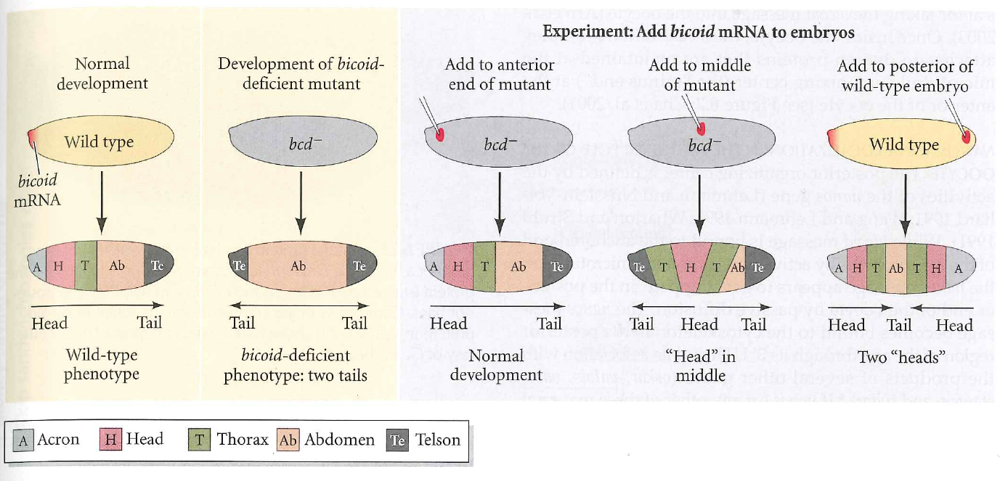 Experiment: Add bicoid mRNA to embryos
Normal
development
Development of bicoid-
deficient mutant
Add to anterior
end of mutant
Add to middle
of mutant
Add to posterior of
wild-type embryo
Wild type
bcd⁻
bcd⁻
bcd⁻
Wild type
bicoid
mRNA
A H T Ab Te
Te Ab Te
A H T Ab Te
Te T H T Ab Te
A H T Ab T H A
Head Tail
Tail Tail
Head Tail
Tail Head Tail
Head Tail Head
Wild-type
phenotype
bicoid-deficient
phenotype: two tails
Normal
development
“Head” in
middle
Two “heads”
A Acron H Head T Thorax Ab Abdomen Te Telson